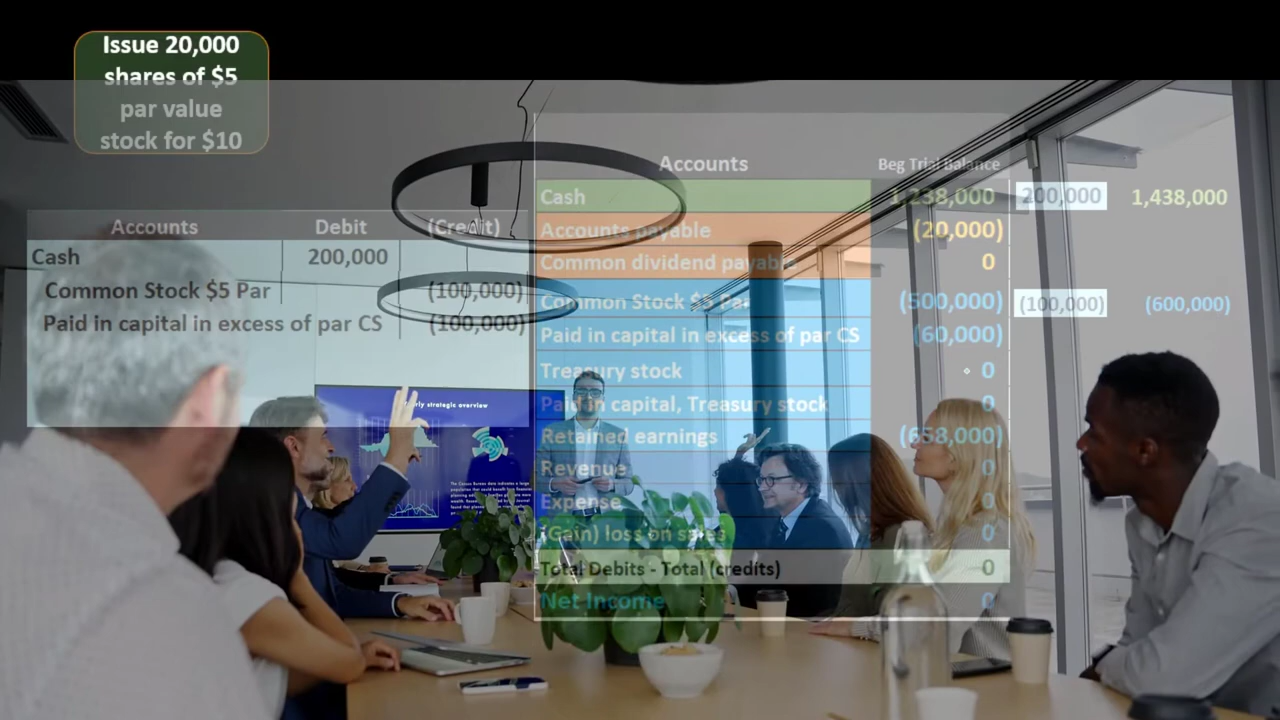 Issue 20,000
shares of $5
par value
stock for $10
Accounts Debit (Credit)
Cash 200,000
Common Stock $5 Par (100,000)
Paid in capital in excess of par CS (100,000)
Accounts Beg Trial Balance
Cash 1,238,000 200,000 1,438,000
Accounts payable (20,000)
Common dividend payable 0
Common Stock $5 Par (500,000) (100,000) (600,000)
Paid in capital in excess of par CS (60,000)
Treasury stock 0
Paid in capital, Treasury stock 0
Retained earnings (658,000)
Revenue 0
Expense 0
(Gain) loss on sales 0
Total Debits - Total (credits) 0
Net Income 0
rly strategic overview